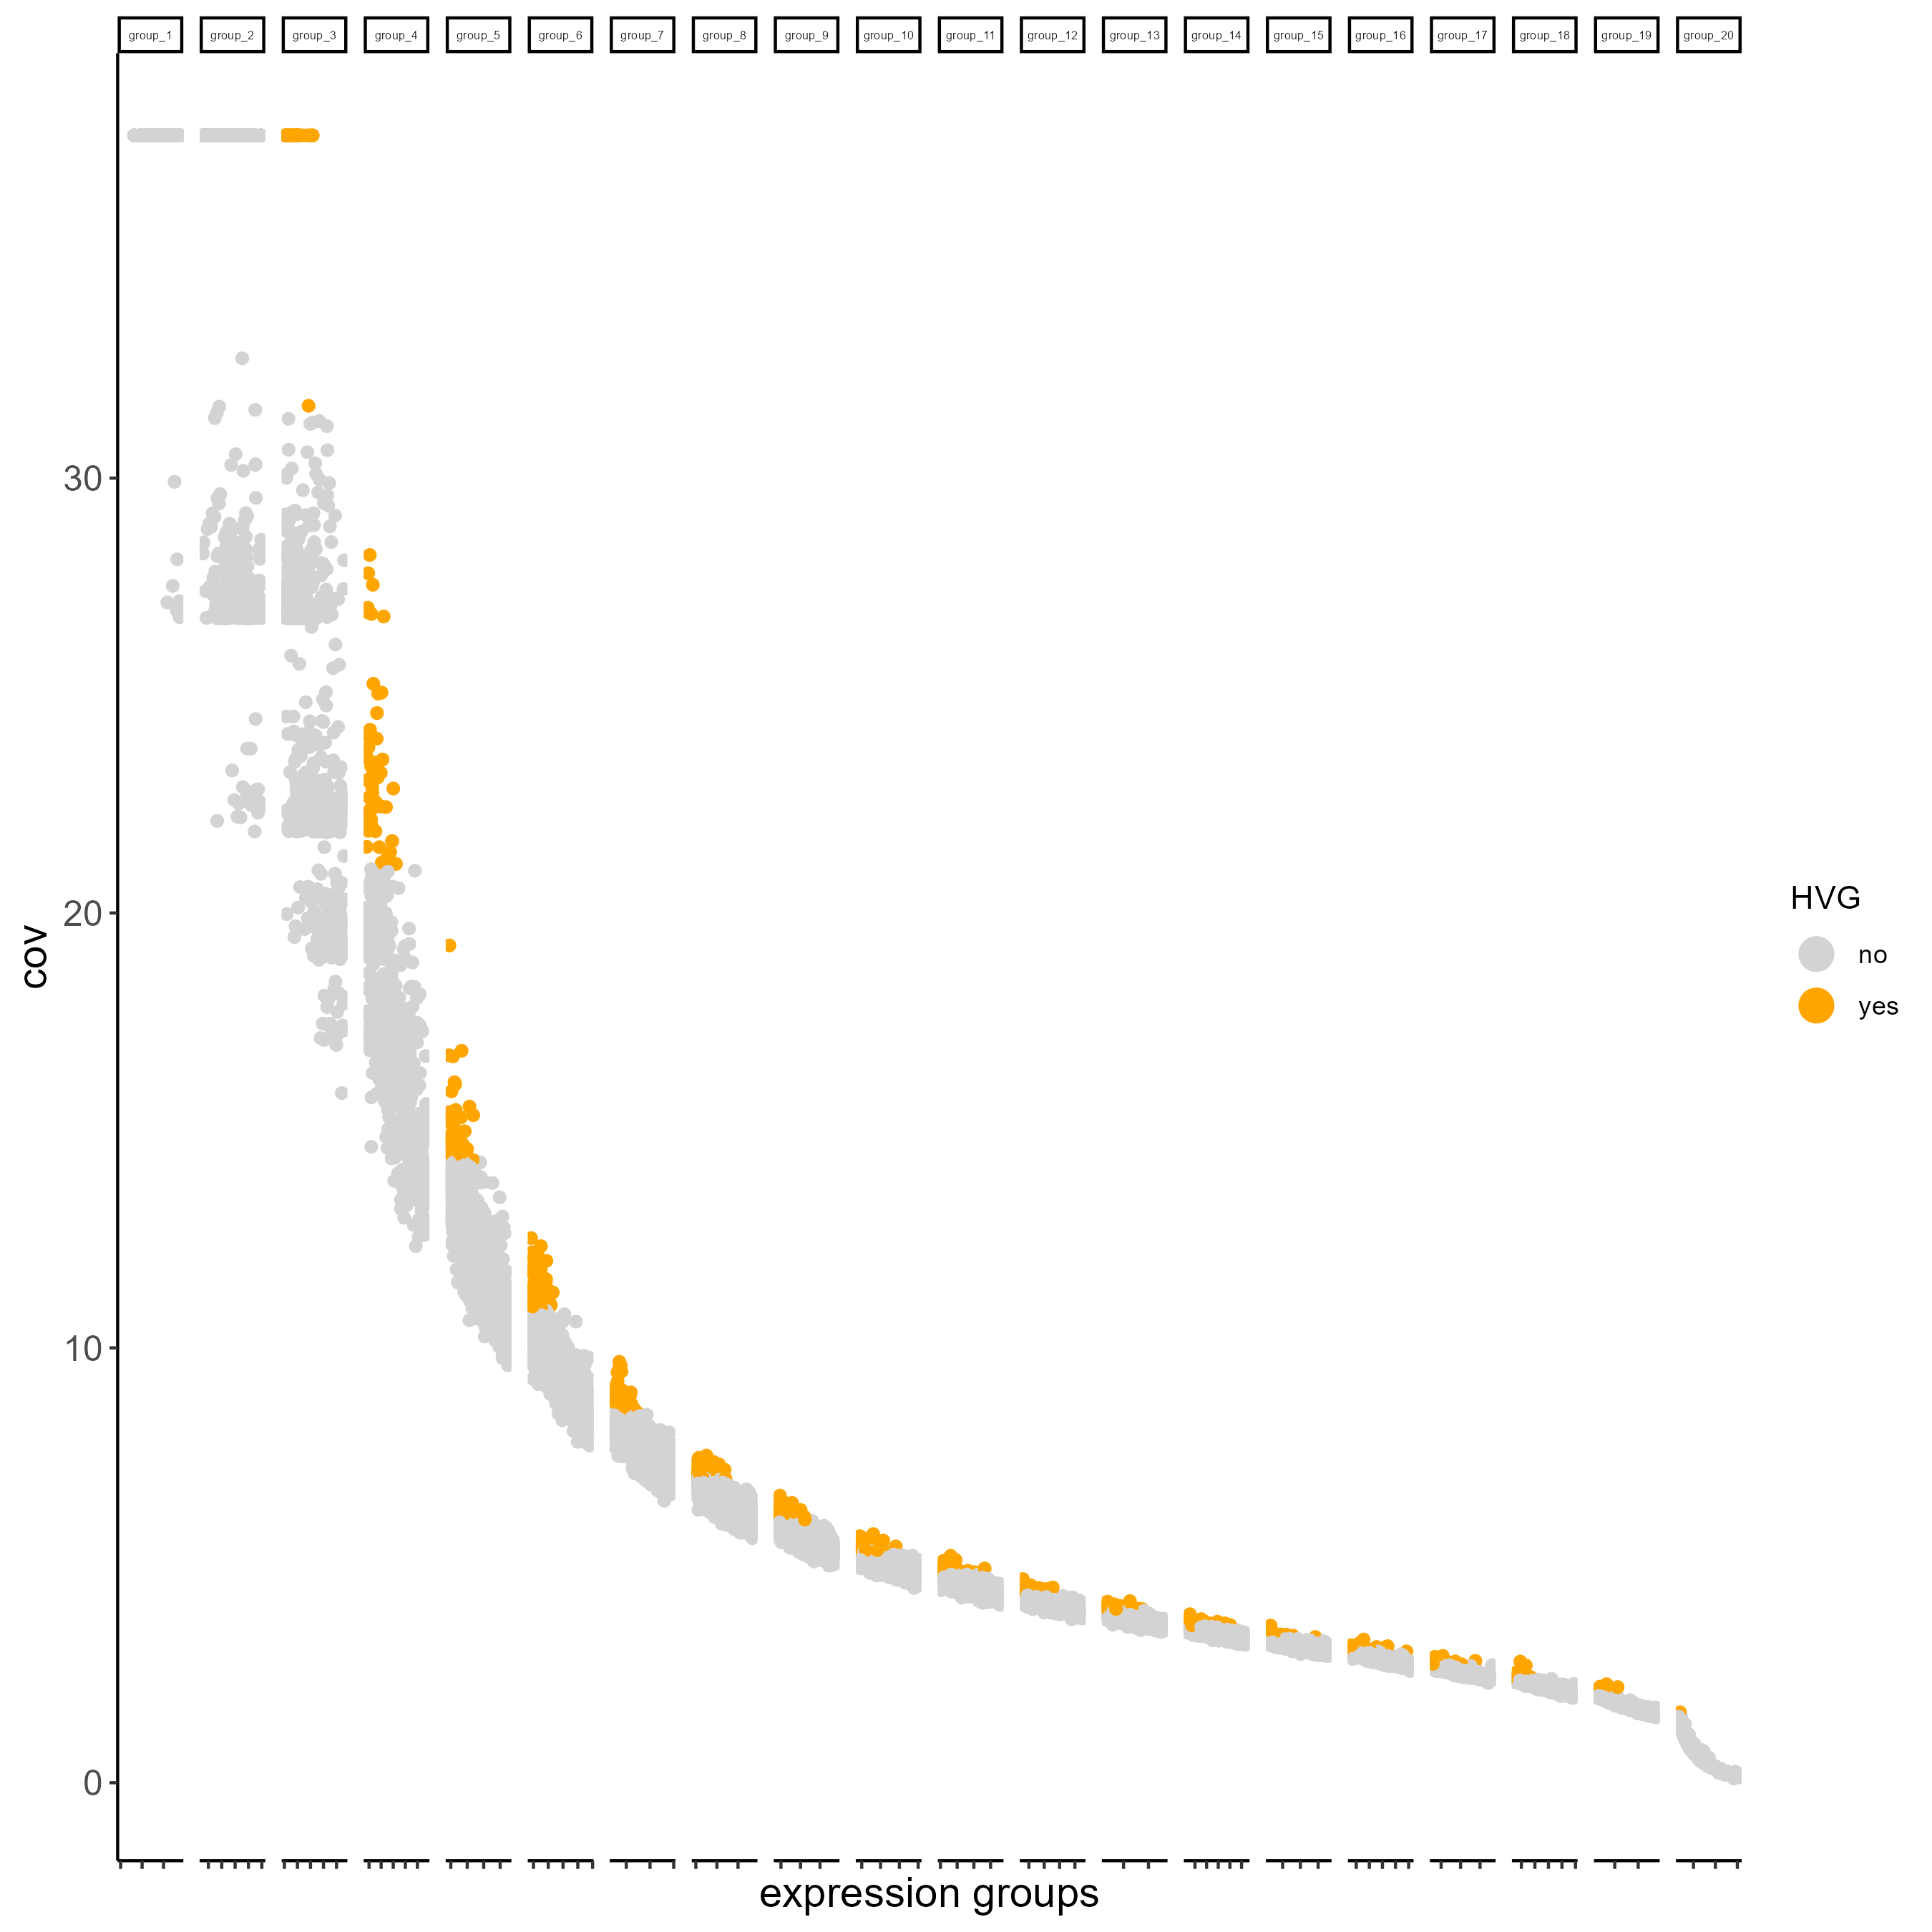 group_1 group_2 group_3 group_4 group_5 group_6 group_7 group_8 group_9 group_10 group_11 group_12 group_13 group_14 group_15 group_16 group_17 group_18 group_19 group_20
30
20
10
0
cov
expression groups
HVG
no
yes